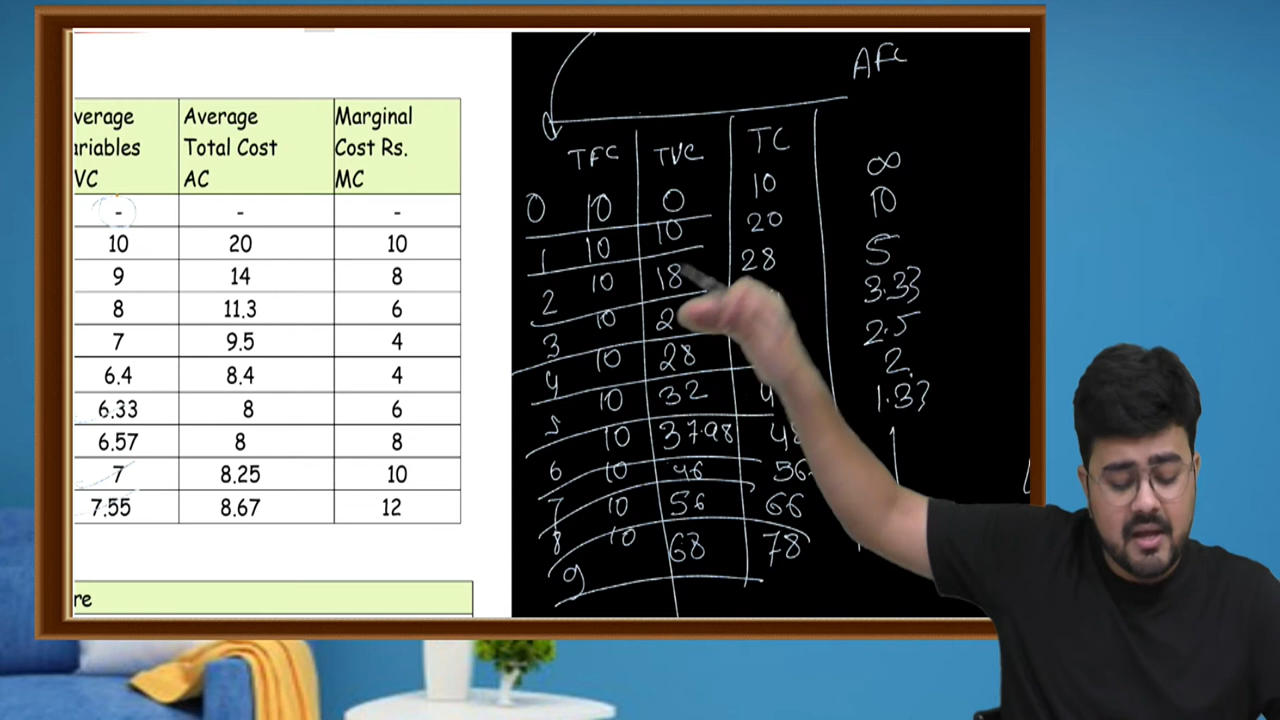 verage
ariables
VC
Average
Total Cost
AC
Marginal
Cost Rs.
MC
- - -
10 20 10
9 14 8
8 11.3 6
7 9.5 4
6.4 8.4 4
6.33 8 6
6.57 8 8
7 8.25 10
7.55 8.67 12
re
AFC
TFC TVC TC
0 10 0 10 ∞
1 10 10 20 10
2 10 18 28 5
3 10 2 3.33
4 10 28 2.5
5 10 32 2.
6 10 37.98 48 1.33
7 10 46 56
8 10 56 66
9 10 68 78